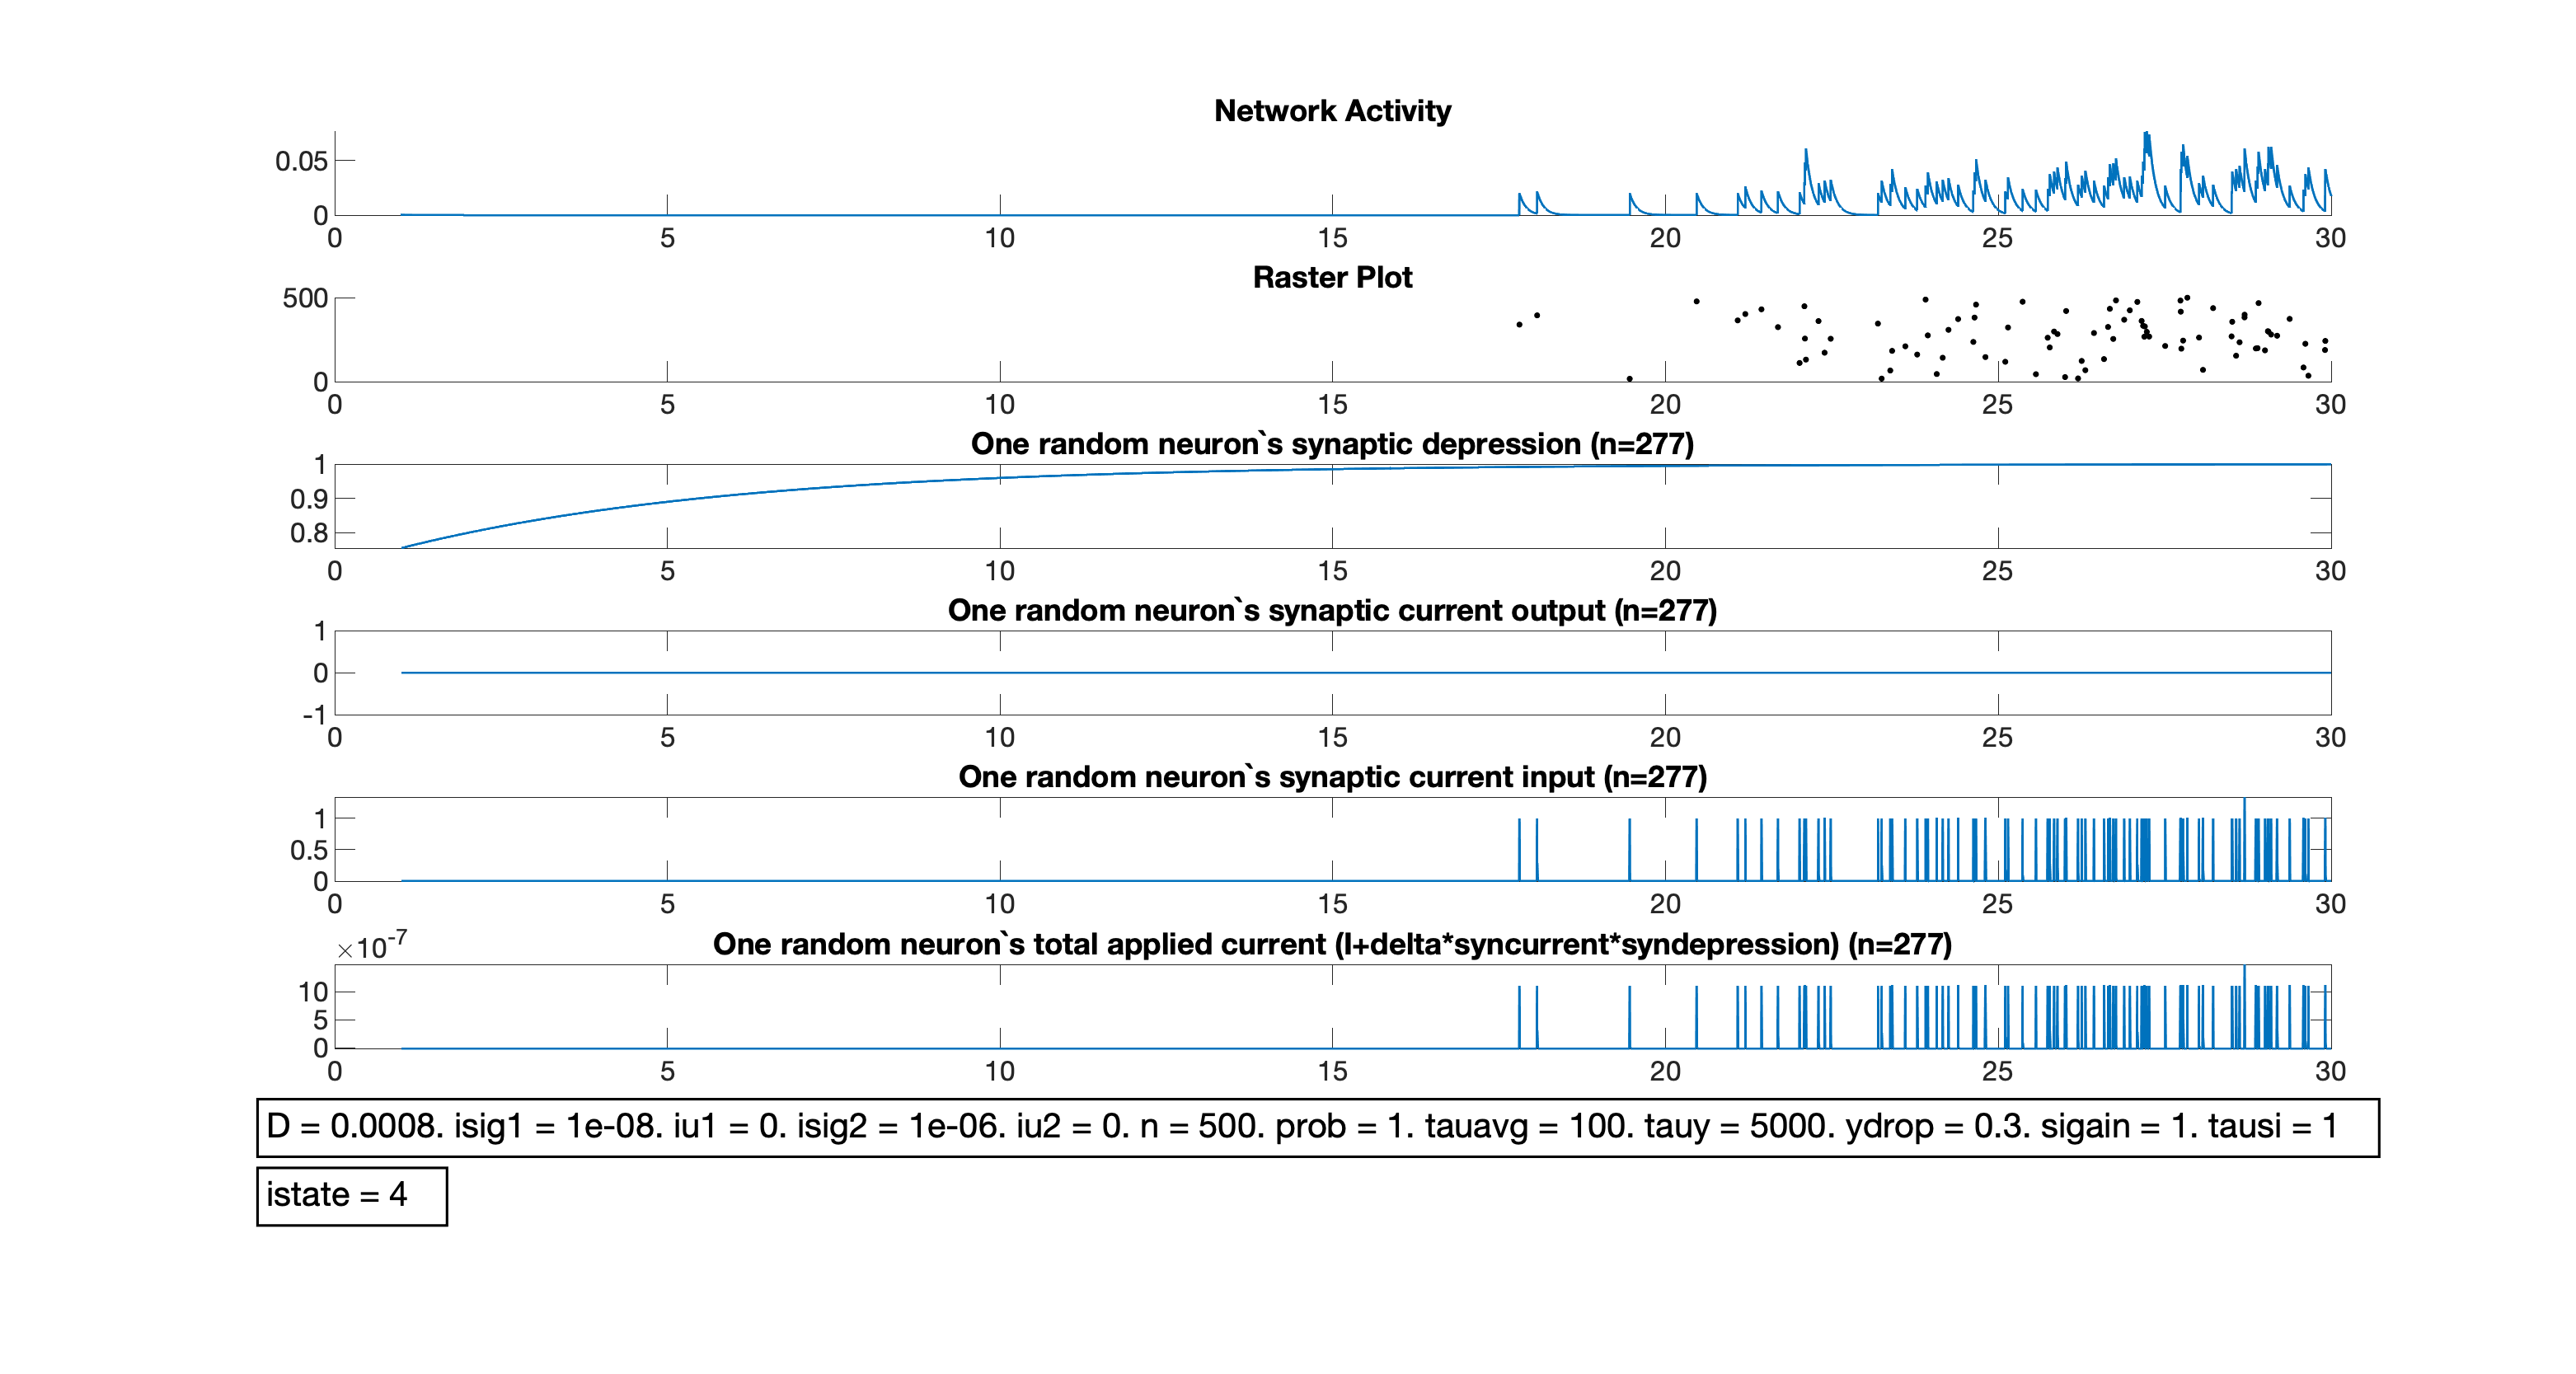 Network Activity
0.05
0
0 5 10 15 20 25 30
Raster Plot
500
0
0 5 10 15 20 25 30
One random neuron`s synaptic depression (n=277)
1
0.9
0.8
0 5 10 15 20 25 30
One random neuron`s synaptic current output (n=277)
1
0
-1
0 5 10 15 20 25 30
One random neuron`s synaptic current input (n=277)
1
0.5
0
0 5 10 15 20 25 30
×10-7 One random neuron`s total applied current (I+delta*syncurrent*syndepression) (n=277)
10
5
0
0 5 10 15 20 25 30
D = 0.0008. isig1 = 1e-08. iu1 = 0. isig2 = 1e-06. iu2 = 0. n = 500. prob = 1. tauavg = 100. tauy = 5000. ydrop = 0.3. sigain = 1. tausi = 1
istate = 4